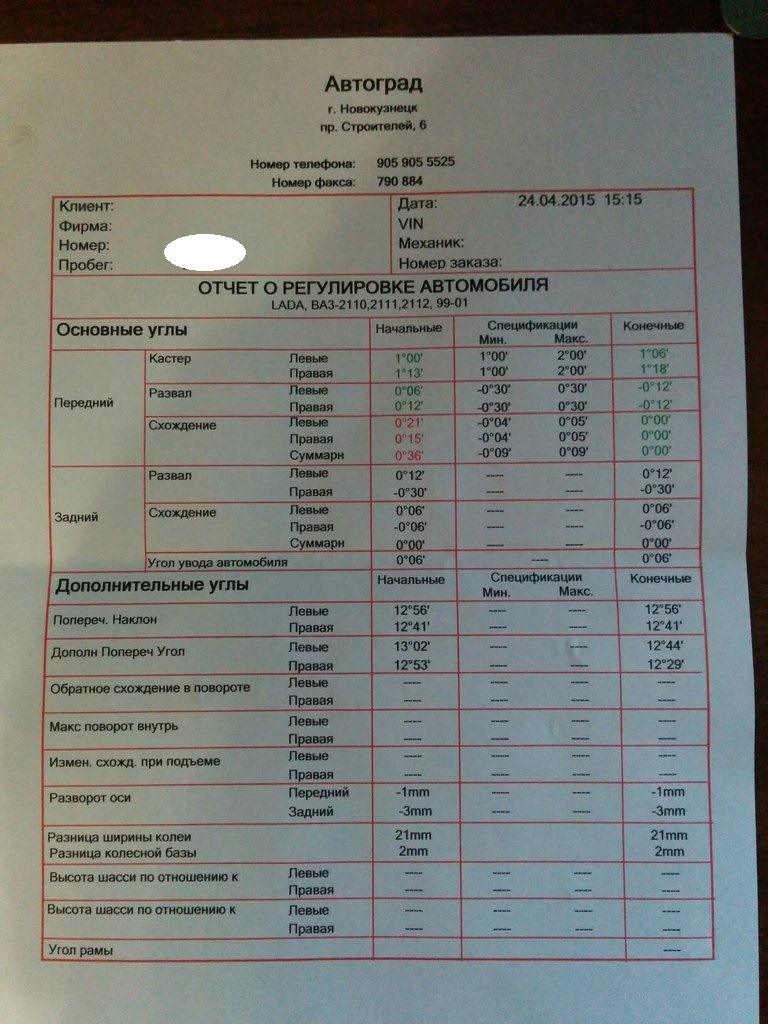 Автоград
г. Новокузнецк
пр. Строителей, 6
Номер телефона: 905 905 5525
Номер факса: 790 884
Клиент: Дата: 24.04.2015 15:15
Фирма: VIN
Номер: Механик:
Пробег: Номер заказа:
ОТЧЕТ О РЕГУЛИРОВКЕ АВТОМОБИЛЯ
LADA, ВАЗ-2110,2111,2112, 99-01
Основные углы Начальные Спецификации Конечные
Мин. Макс.
Передний Кастер Левые 1°00' 1°00' 2°00' 1°06'
Правая 1°13' 1°00' 2°00' 1°18'
Развал Левые 0°06' -0°30' 0°30' -0°12'
Правая 0°12' -0°30' 0°30' -0°12'
Схождение Левые 0°21' -0°04' 0°05' 0°00'
Правая 0°15' -0°04' 0°05' 0°00'
Суммарн 0°36' -0°09' 0°09' 0°00'
Задний Развал Левые 0°12' ---- ---- 0°12'
Правая -0°30' ---- ---- -0°30'
Схождение Левые 0°06' ---- ---- 0°06'
Правая -0°06' ---- ---- -0°06'
Суммарн 0°00' ---- ---- 0°00'
Угол увода автомобиля 0°06' ---- 0°06'
Дополнительные углы Начальные Спецификации Конечные
Мин. Макс.
Попереч. Наклон Левые 12°56' ---- ---- 12°56'
Правая 12°41' ---- ---- 12°41'
Дополн Попереч Угол Левые 13°02' ---- ---- 12°44'
Правая 12°53' ---- ---- 12°29'
Обратное схождение в повороте Левые ---- ---- ---- ----
Правая ---- ---- ---- ----
Макс поворот внутрь Левые ---- ---- ---- ----
Правая ---- ---- ---- ----
Измен. схожд. при подъеме Левые ---- ---- ---- ----
Правая ---- ---- ---- ----
Разворот оси Передний -1mm ---- ---- -1mm
Задний -3mm ---- ---- -3mm
Разница ширины колеи 21mm 21mm
Разница колесной базы 2mm 2mm
Высота шасси по отношению к Левые ---- ---- ---- ----
Правая ---- ---- ---- ----
Высота шасси по отношению к Левые ---- ---- ---- ----
Правая ---- ---- ---- ----
Угол рамы ----